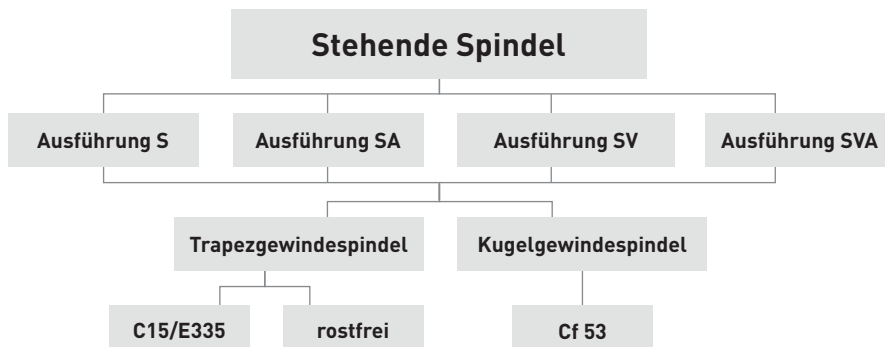 Stehende Spindel
Ausführung S
Ausführung SA
Ausführung SV
Ausführung SVA
Trapezgewindespindel
Kugelgewindespindel
C15/E335
rostfrei
Cf 53